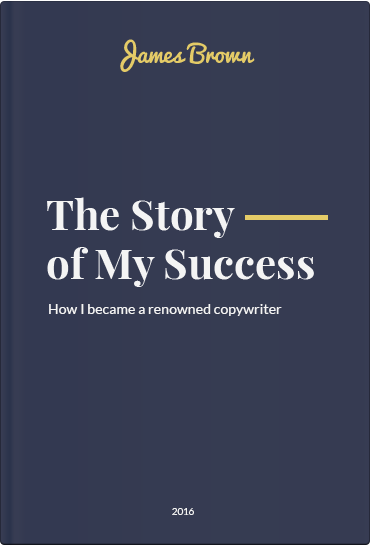 James Brown
The Story
of My Success
How I became a renowned copywriter
2016